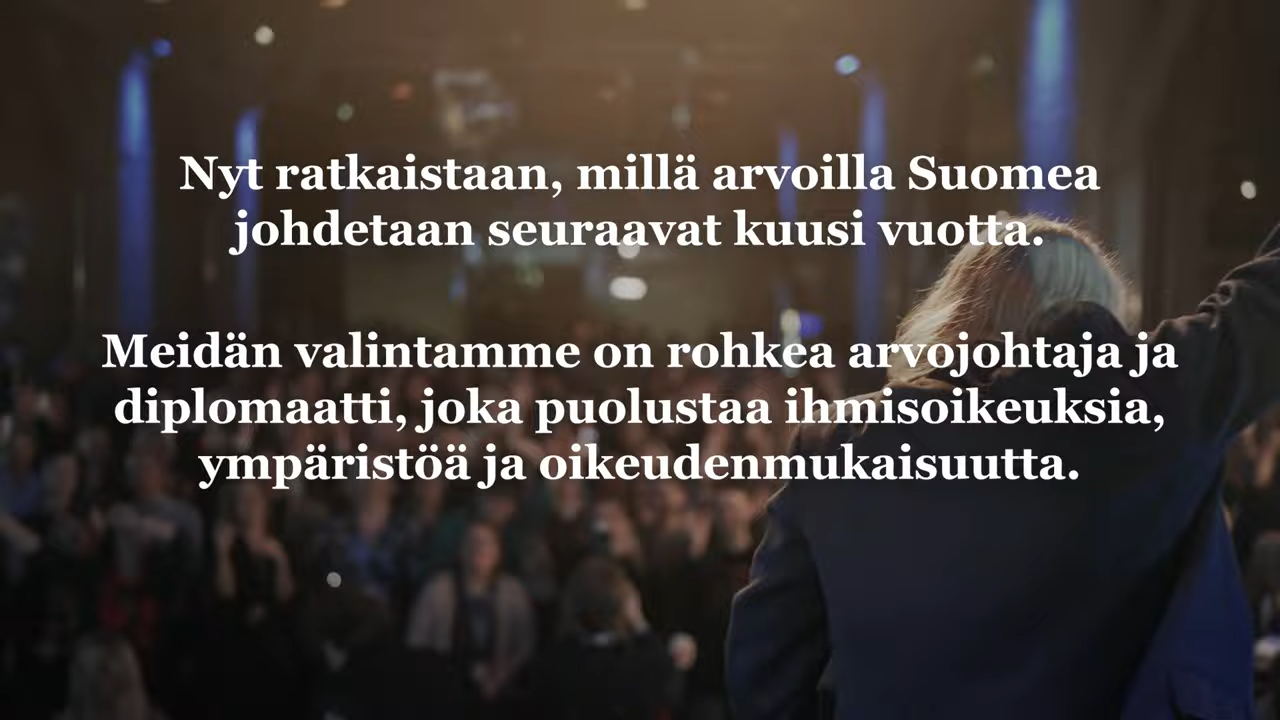 Nyt ratkaistaan, millä arvoilla Suomea
johdetaan seuraavat kuusi vuotta.
Meidän valintamme on rohkea arvojohtaja ja
diplomaatti, joka puolustaa ihmisoikeuksia,
ympäristöä ja oikeudenmukaisuutta.